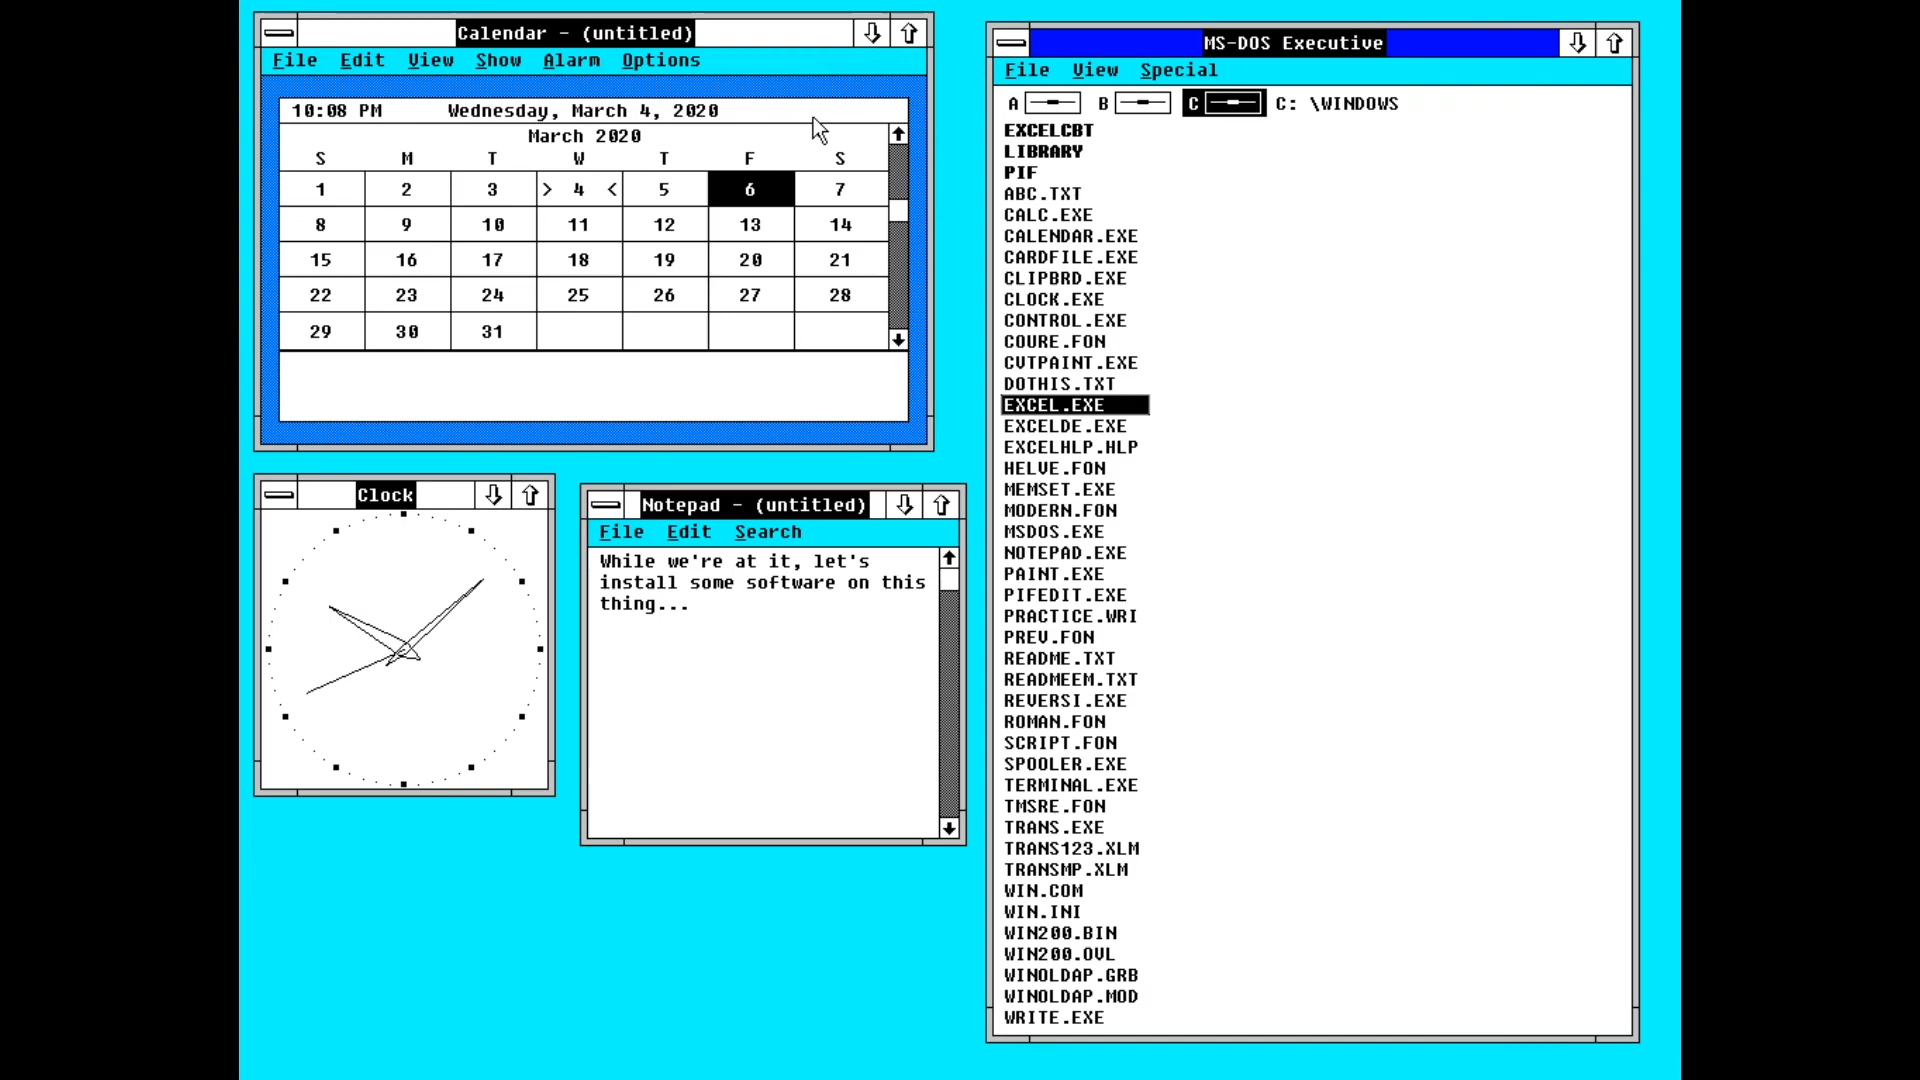 Calendar - (untitled)
File Edit View Show Alarm Options
10:08 PM Wednesday, March 4, 2020
March 2020
S M T W T F S
1 2 3 > 4 < 5 6 7
8 9 10 11 12 13 14
15 16 17 18 19 20 21
22 23 24 25 26 27 28
29 30 31
Clock
Notepad - (untitled)
File Edit Search
While we're at it, let's
install some software on this
thing...
MS-DOS Executive
File View Special
A B C C: \WINDOWS
EXCELCBT
LIBRARY
PIF
ABC.TXT
CALC.EXE
CALENDAR.EXE
CARDFILE.EXE
CLIPBRD.EXE
CLOCK.EXE
CONTROL.EXE
COURE.FON
CVTPAINT.EXE
DOTHIS.TXT
EXCEL.EXE
EXCELDE.EXE
EXCELHLP.HLP
HELVE.FON
MEMSET.EXE
MODERN.FON
MSDOS.EXE
NOTEPAD.EXE
PAINT.EXE
PIFEDIT.EXE
PRACTICE.WRI
PREV.FON
README.TXT
READMEEM.TXT
REVERSI.EXE
ROMAN.FON
SCRIPT.FON
SPOOLER.EXE
TERMINAL.EXE
TMSRE.FON
TRANS.EXE
TRANS123.XLM
TRANSMP.XLM
WIN.COM
WIN.INI
WIN200.BIN
WIN200.OVL
WINOLDAP.GRB
WINOLDAP.MOD
WRITE.EXE